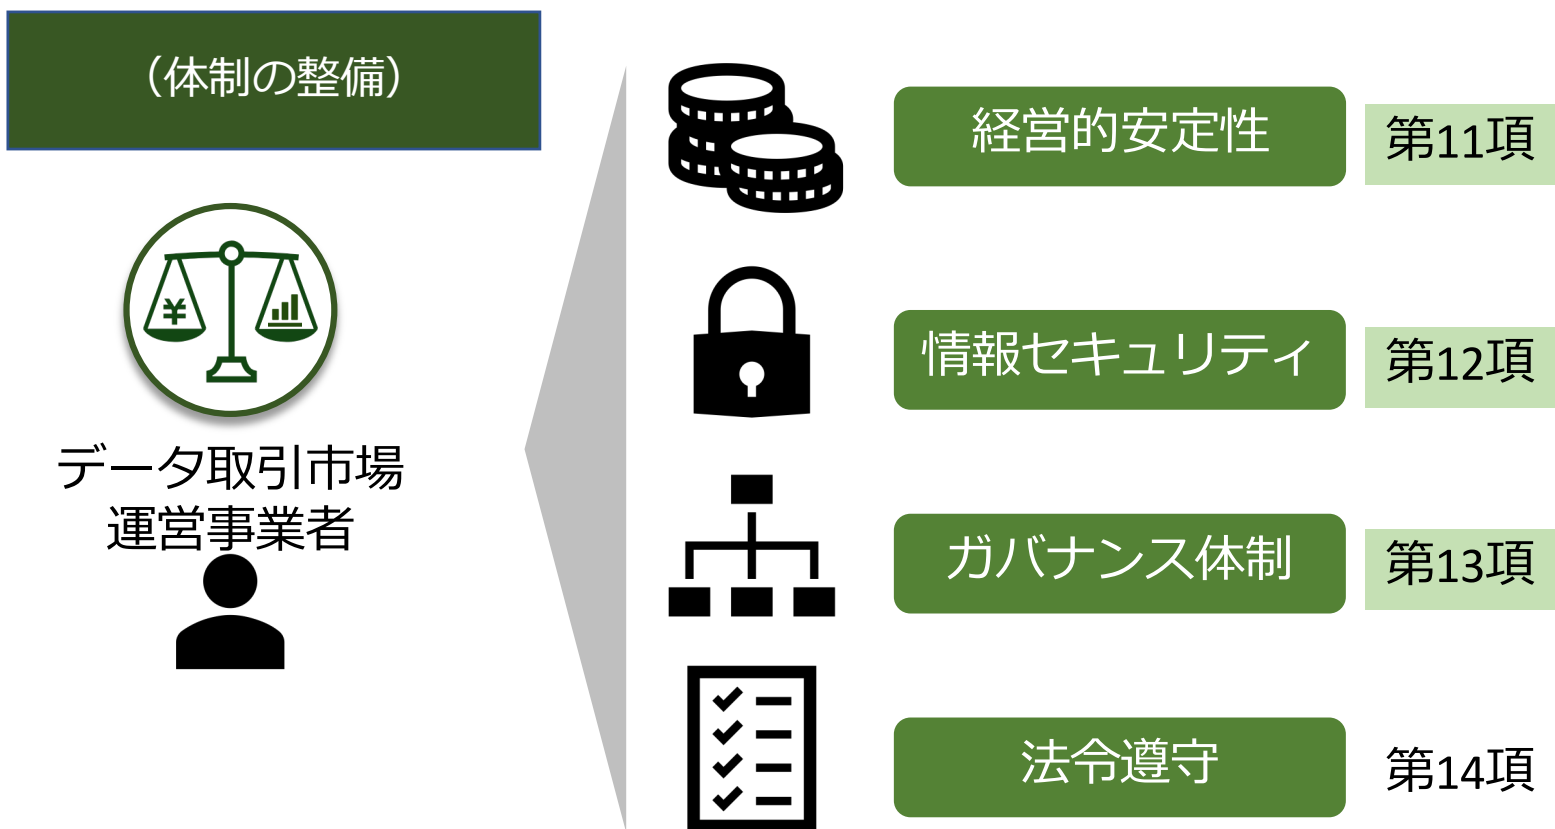 （体制の整備）
¥
データ取引市場
運営事業者
経営的安定性
第11項
情報セキュリティ
第12項
ガバナンス体制
第13項
法令遵守
第14項